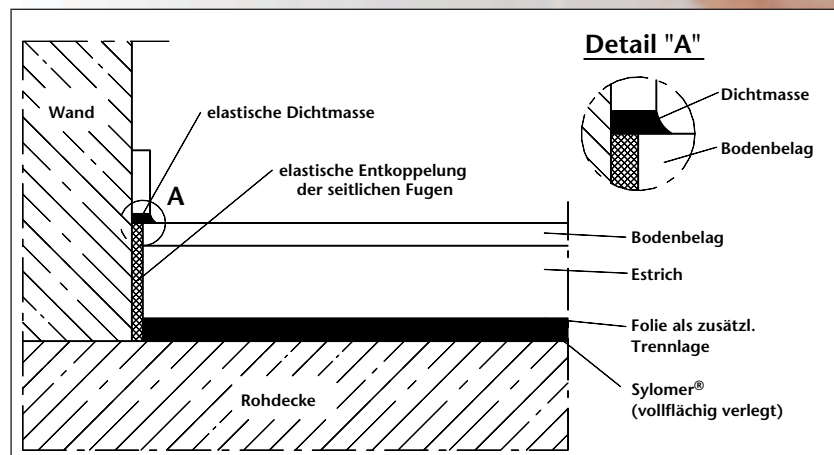 Detail "A"
Wand
elastische Dichtmasse
Dichtmasse
Bodenbelag
elastische Entkoppelung
der seitlichen Fugen
A
Bodenbelag
Estrich
Folie als zusätzl.
Trennlage
Sylomer®
(vollflächig verlegt)
Rohdecke